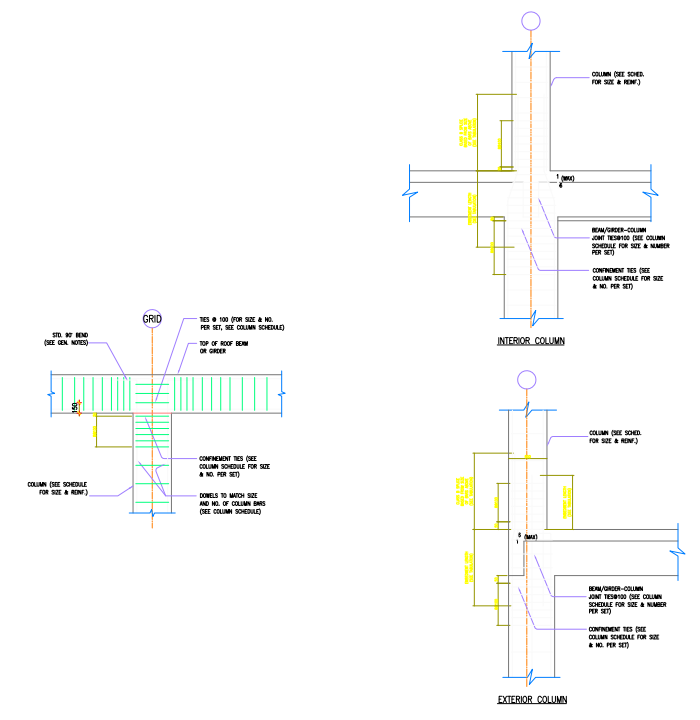 COLUMN (SEE SCHED.
FOR SIZE & REINF.)
1
(MAX)
6
BEAM/GIRDER-COLUMN
JOINT TIES@100 (SEE COLUMN
SCHEDULE FOR SIZE & NUMBER
PER SET)
CONFINEMENT TIES (SEE
COLUMN SCHEDULE FOR SIZE
& NO. PER SET)
INTERIOR COLUMN
GRID
TIES @ 100 (FOR SIZE & NO.
PER SET, SEE COLUMN SCHEDULE)
STD. 90° BEND
(SEE GEN. NOTES)
TOP OF ROOF BEAM
OR GIRDER
150
CONFINEMENT TIES (SEE
COLUMN SCHEDULE FOR SIZE
& NO. PER SET)
COLUMN (SEE SCHEDULE
FOR SIZE & REINF.)
DOWELS TO MATCH SIZE
AND NO. OF COLUMN BARS
(SEE COLUMN SCHEDULE)
COLUMN (SEE SCHED.
FOR SIZE & REINF.)
6
(MAX)
1
BEAM/GIRDER-COLUMN
JOINT TIES@100 (SEE COLUMN
SCHEDULE FOR SIZE & NUMBER
PER SET)
CONFINEMENT TIES (SEE
COLUMN SCHEDULE FOR SIZE
& NO. PER SET)
EXTERIOR COLUMN